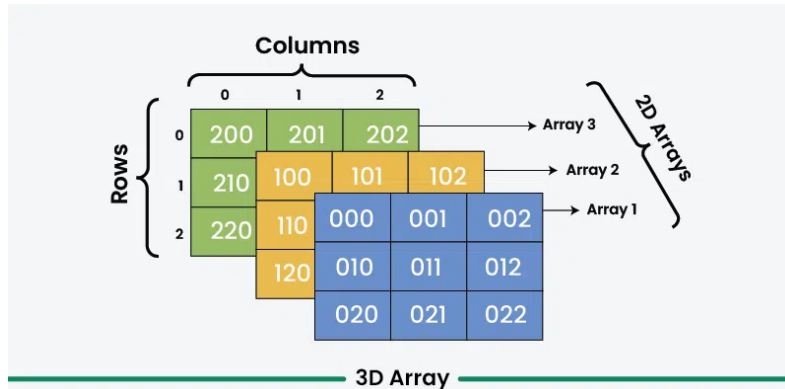 Columns
0 1 2
Rows
2D Arrays
0 200 201 202 Array 3
1 210 100 101 102 Array 2
2 220 110 000 001 002 Array 1
120 010 011 012
020 021 022
3D Array